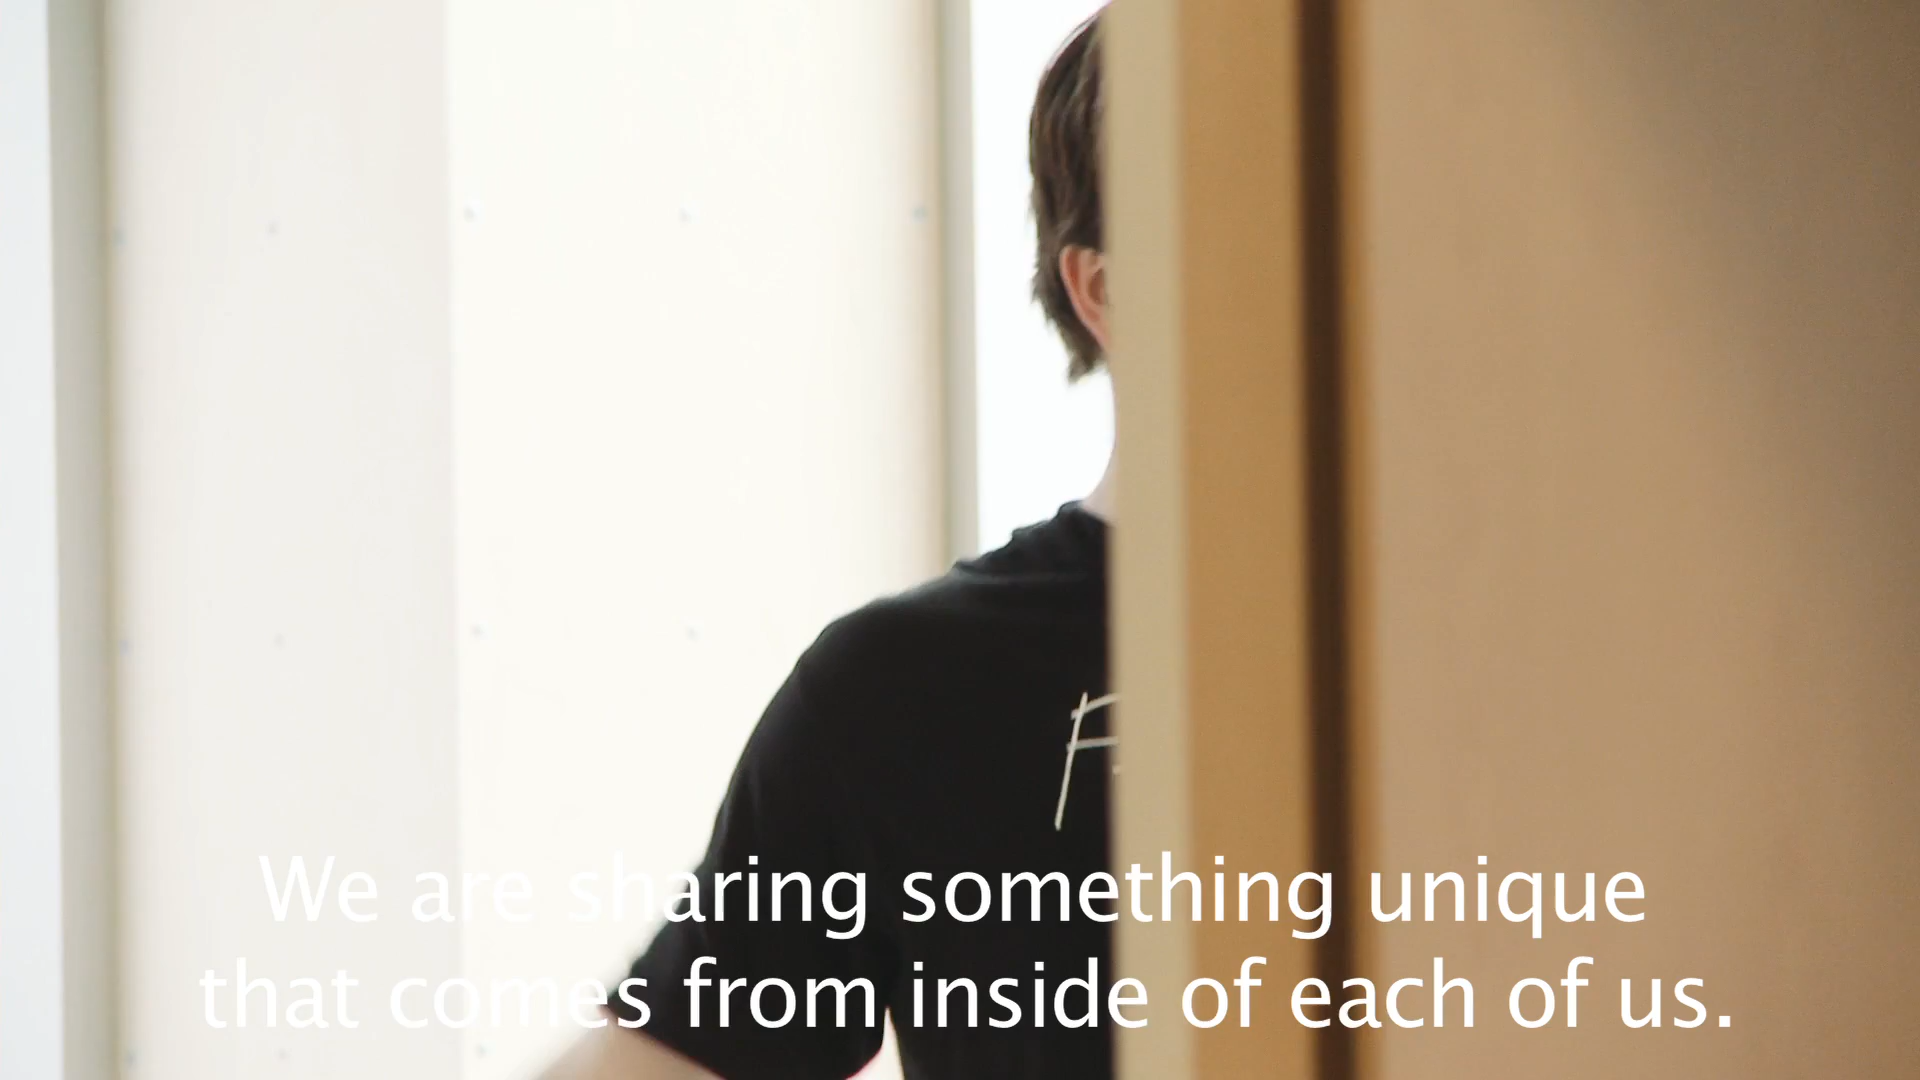 We are sharing something unique
that comes from inside of each of us.